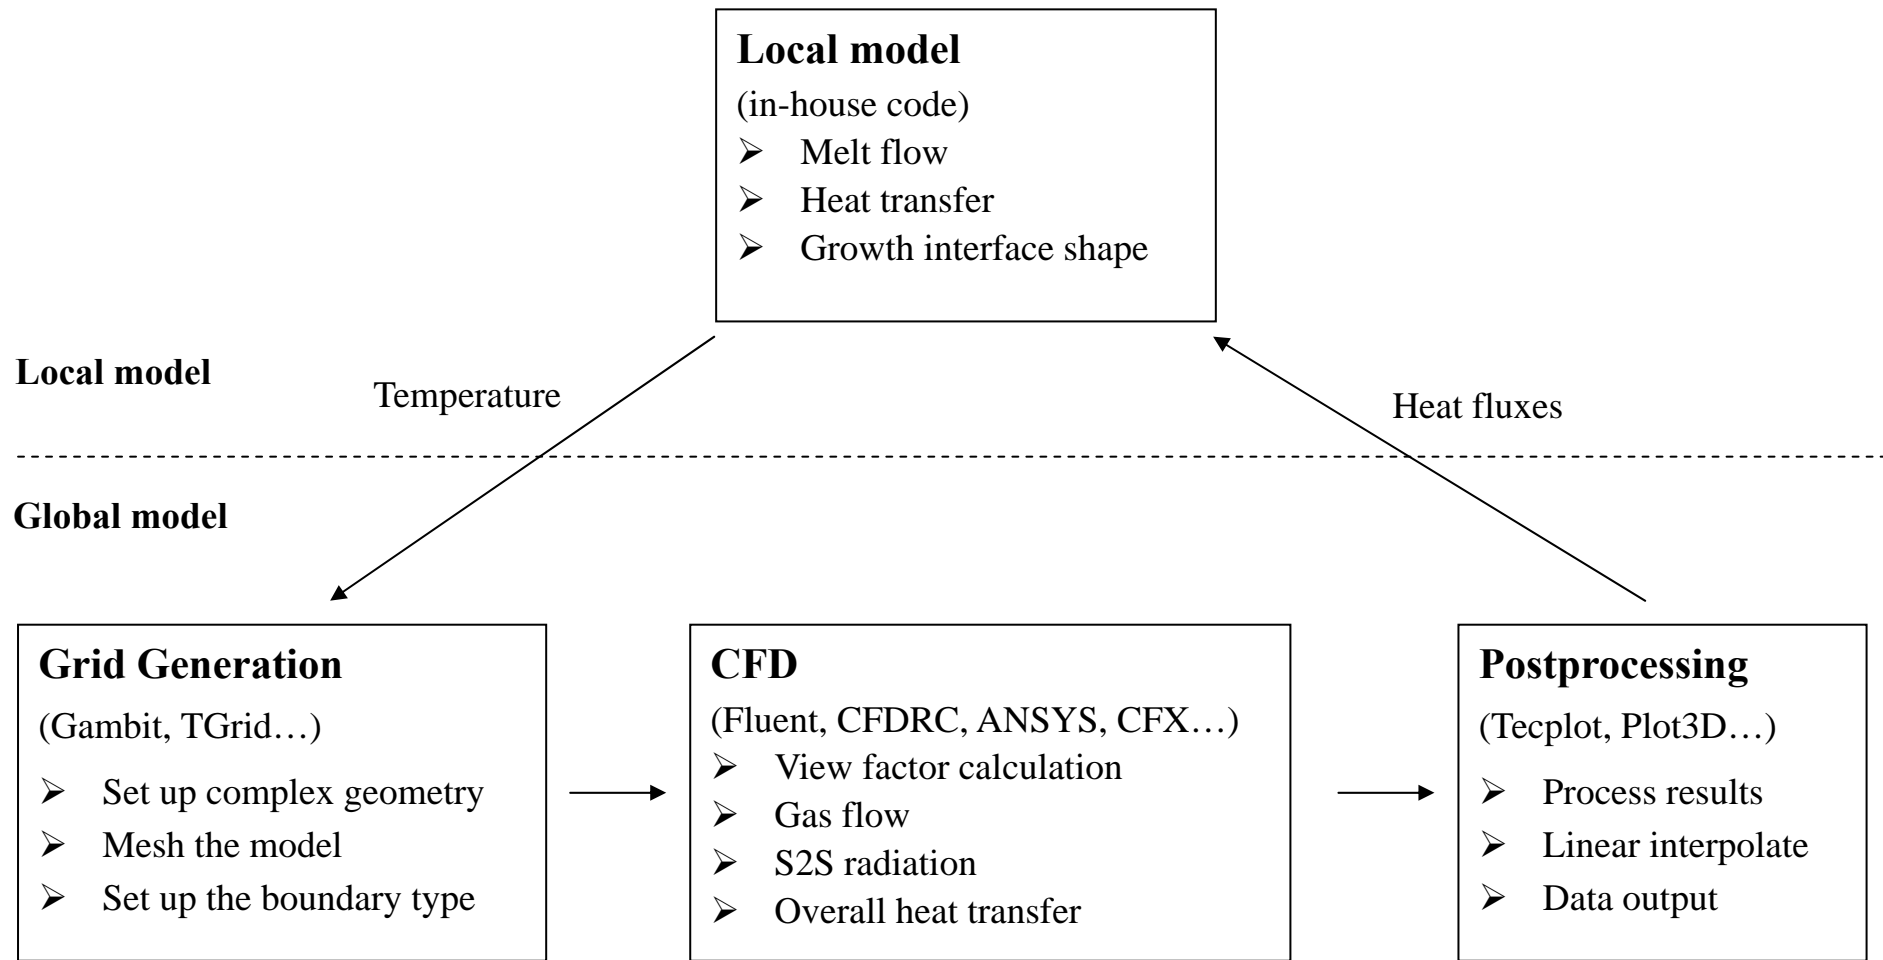 Local model
(in-house code)
➢ Melt flow
➢ Heat transfer
➢ Growth interface shape
Local model
Temperature
Heat fluxes
Global model
Grid Generation
(Gambit, TGrid…)
➢ Set up complex geometry
➢ Mesh the model
➢ Set up the boundary type
CFD
(Fluent, CFDRC, ANSYS, CFX…)
➢ View factor calculation
➢ Gas flow
➢ S2S radiation
➢ Overall heat transfer
Postprocessing
(Tecplot, Plot3D…)
➢ Process results
➢ Linear interpolate
➢ Data output